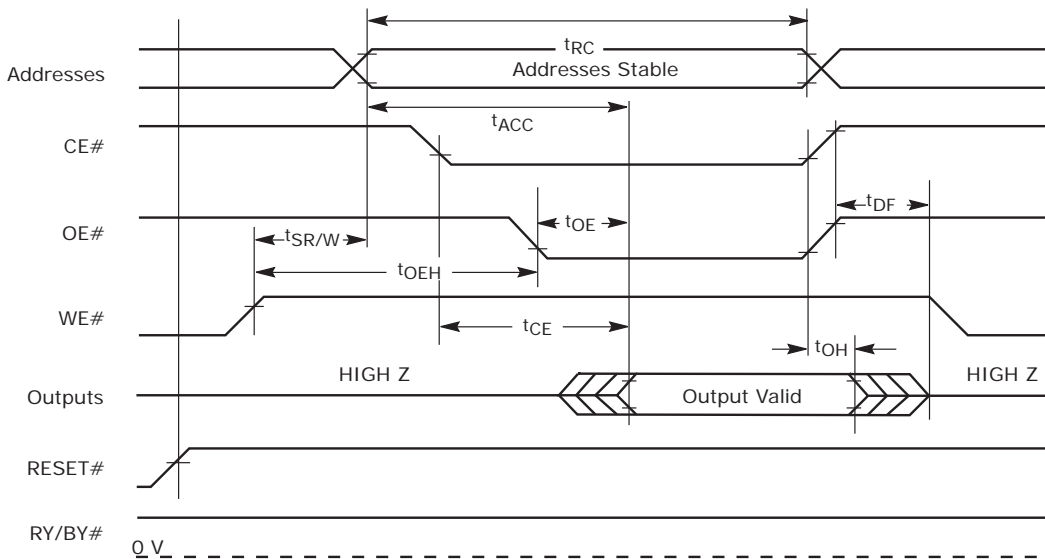 tRC
Addresses
Addresses Stable
tACC
CE#
tDF
OE#
tOE
tSR/W
tOEH
WE#
tCE
tOH
HIGH Z
HIGH Z
Outputs
Output Valid
RESET#
RY/BY#
0 V